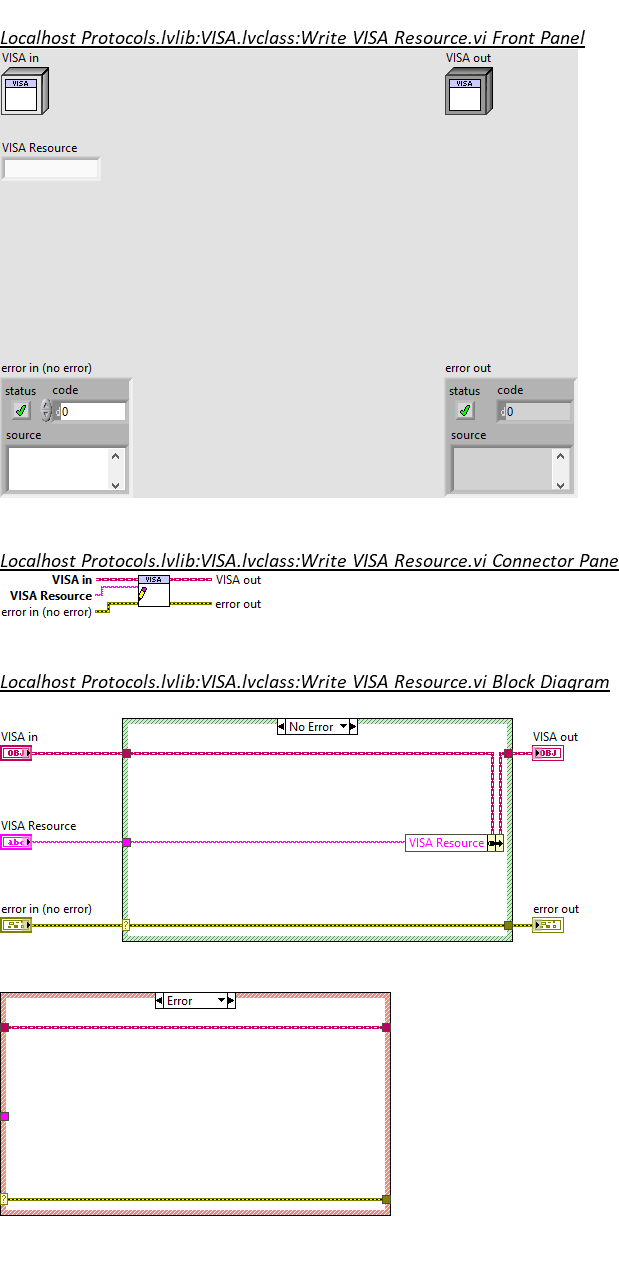 Localhost Protocols.lvlib:VISA.lvclass:Write VISA Resource.vi Front Panel
VISA in
VISA out
VISA
VISA
VISA Resource
error in (no error)
error out
status code
status code
d 0
d 0
source
source
Localhost Protocols.lvlib:VISA.lvclass:Write VISA Resource.vi Connector Pane
VISA in
VISA
VISA out
VISA Resource
error in (no error)
error out
Localhost Protocols.lvlib:VISA.lvclass:Write VISA Resource.vi Block Diagram
No Error
VISA in
VISA out
OBJ
OBJ
VISA Resource
abc
VISA Resource
error in (no error)
error out
?
Error
?